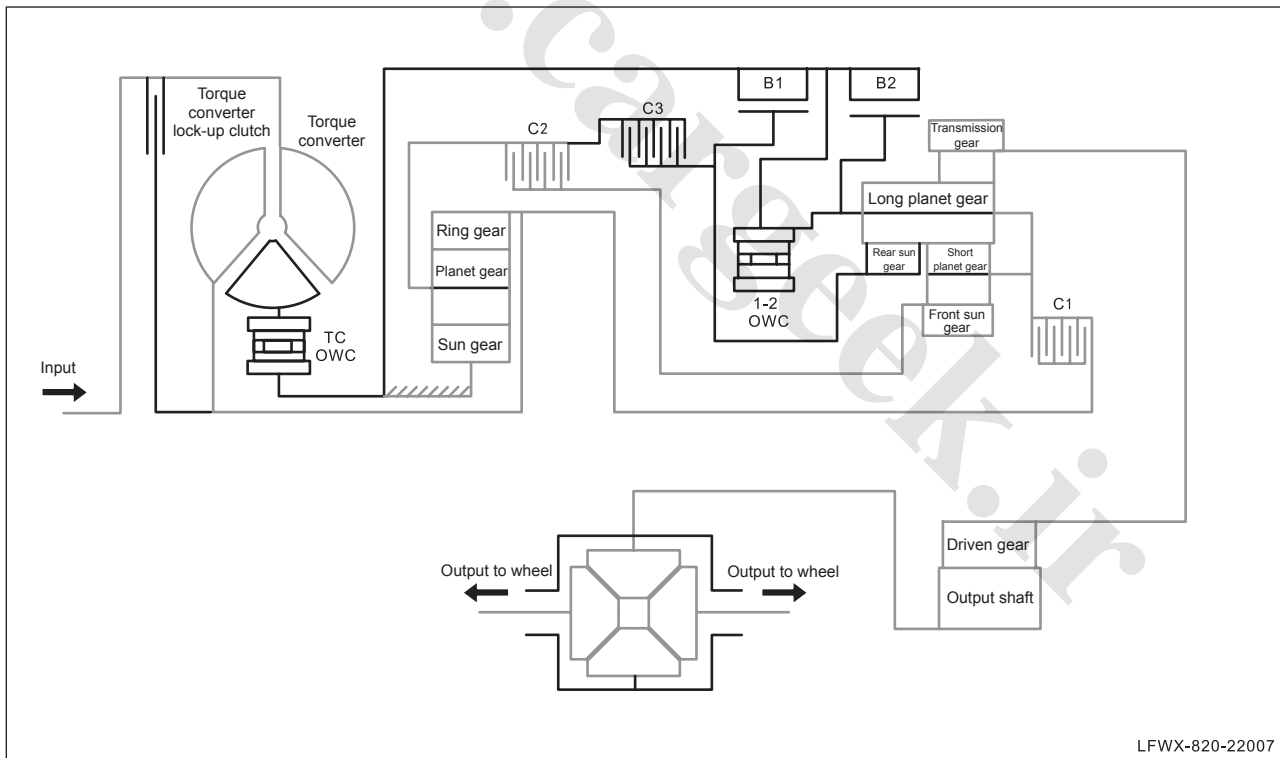 Torque
converter
lock-up clutch
Torque
converter
C2
C3
B1
B2
Transmission
gear
Long planet gear
Ring gear
Planet gear
Sun gear
Rear sun
gear
Short
planet gear
Front sun
gear
1-2
OWC
C1
TC
OWC
Input
Output to wheel
Output to wheel
Driven gear
Output shaft
.cargeek.ir
LFWX-820-22007